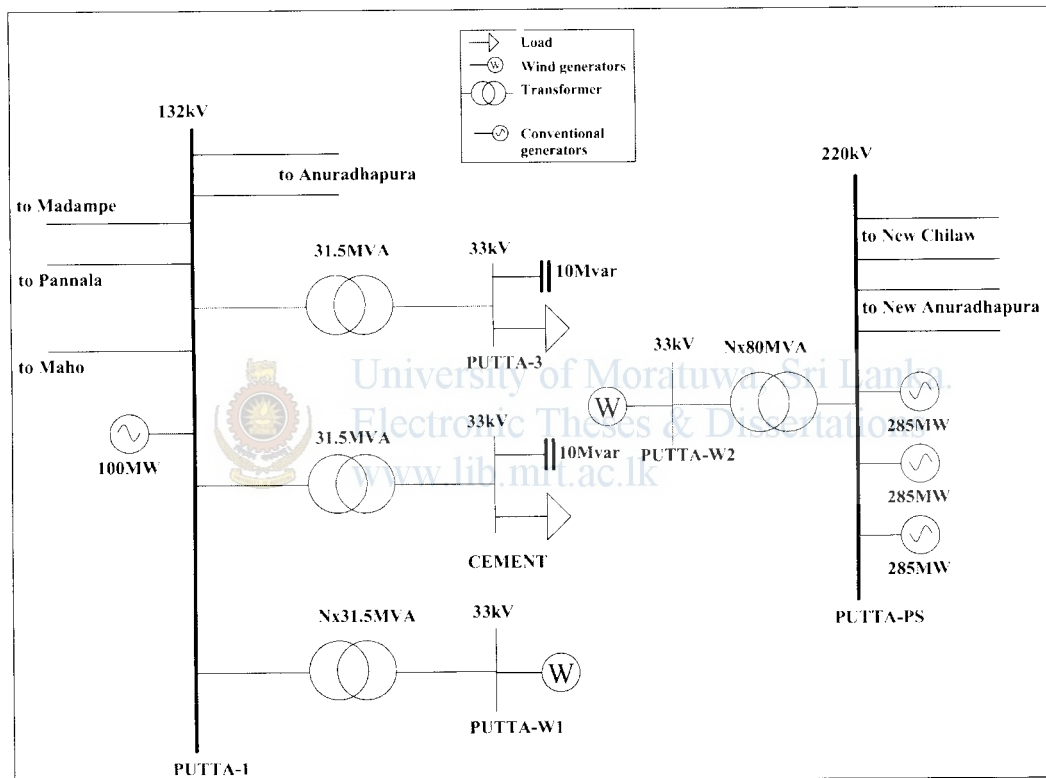 Load
Wind generators
W
Transformer
Conventional generators
132kV
to Anuradhapura
to Madampe
to Pannala
to Maho
100MW
31.5MVA
33kV
10Mvar
PUTTA-3
31.5MVA
33kV
10Mvar
CEMENT
Nx31.5MVA
33kV
W
PUTTA-W1
PUTTA-1
220kV
to New Chilaw
to New Anuradhapura
33kV
Nx80MVA
W
PUTTA-W2
285MW
285MW
285MW
PUTTA-PS
University of Moratuwa, Sri Lanka.
Electronic Theses & Dissertations
www.lib.mrt.ac.lk